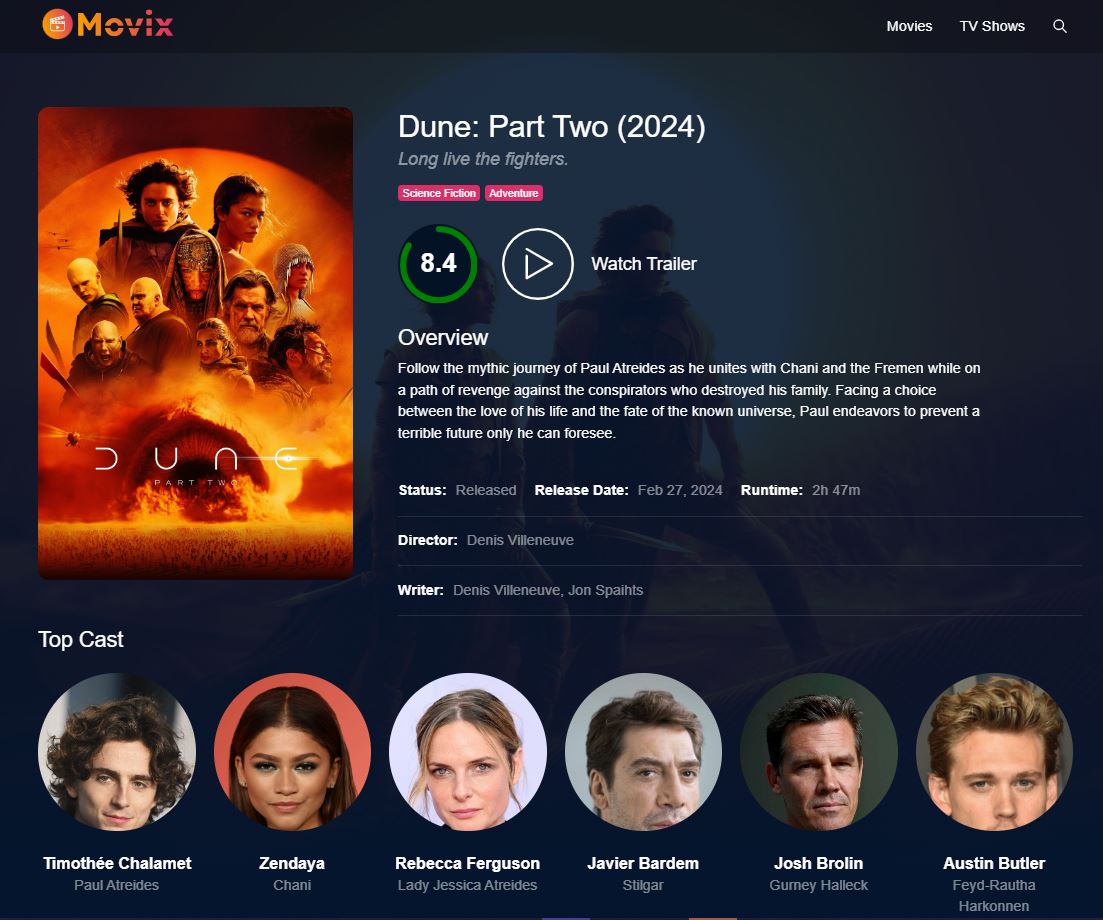 Movix
Movies
TV Shows
Dune: Part Two (2024)
Long live the fighters.
Science Fiction
Adventure
8.4
Watch Trailer
Overview
Follow the mythic journey of Paul Atreides as he unites with Chani and the Fremen while on
a path of revenge against the conspirators who destroyed his family. Facing a choice
between the love of his life and the fate of the known universe, Paul endeavors to prevent a
terrible future only he can foresee.
DUNE
PART TWO
Status: Released Release Date: Feb 27, 2024 Runtime: 2h 47m
Director: Denis Villeneuve
Writer: Denis Villeneuve, Jon Spaihts
Top Cast
Timothée Chalamet
Paul Atreides
Zendaya
Chani
Rebecca Ferguson
Lady Jessica Atreides
Javier Bardem
Stilgar
Josh Brolin
Gurney Halleck
Austin Butler
Feyd-Rautha
Harkonnen